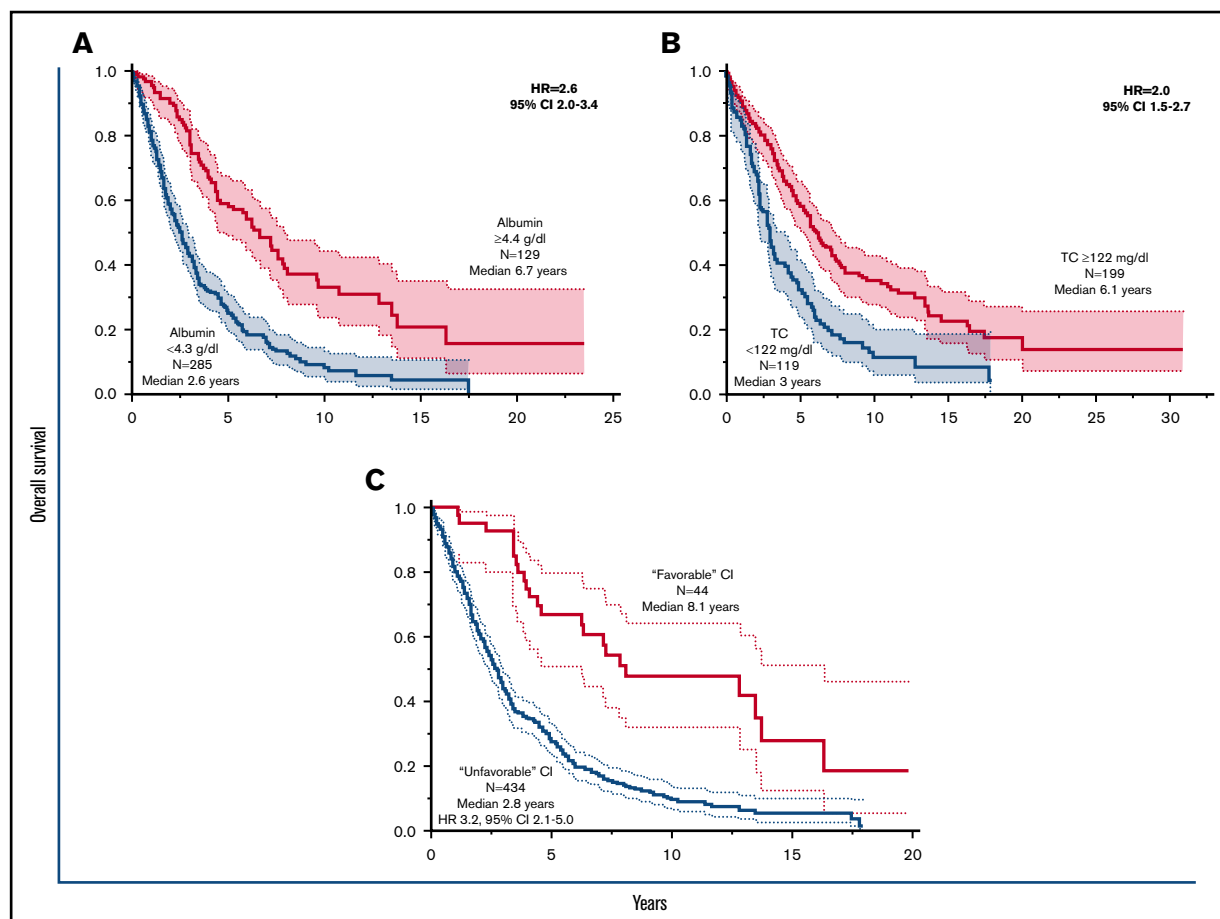 A
1.0
0.8
0.6
0.4
0.2
0.0
0
5
10
15
20
25
HR=2.6
95% CI 2.0-3.4
Albumin
≥4.4 g/dl
N=129
Median 6.7 years
Albumin
<4.3 g/dl
N=285
Median 2.6 years
B
1.0
0.8
0.6
0.4
0.2
0.0
0
5
10
15
20
25
30
HR=2.0
95% CI 1.5-2.7
TC ≥122 mg/dl
N=199
Median 6.1 years
TC
<122 mg/dl
N=119
Median 3 years
C
1.0
0.8
0.6
0.4
0.2
0.0
0
5
10
15
20
“Favorable” CI
N=44
Median 8.1 years
“Unfavorable” CI
N=434
Median 2.8 years
HR 3.2, 95% CI 2.1-5.0
Overall survival
Years